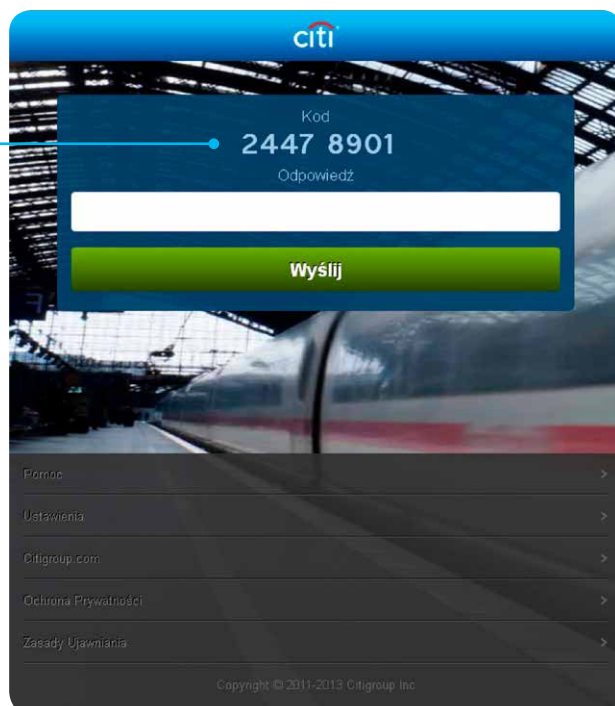 citi
Kod
2447 8901
Odpowiedź
Wyślij
Pomoc
Ustawienia
Citigroup.com
Ochrona Prywatności
Zasady Ujawniania
Copyright © 2011-2013 Citigroup Inc